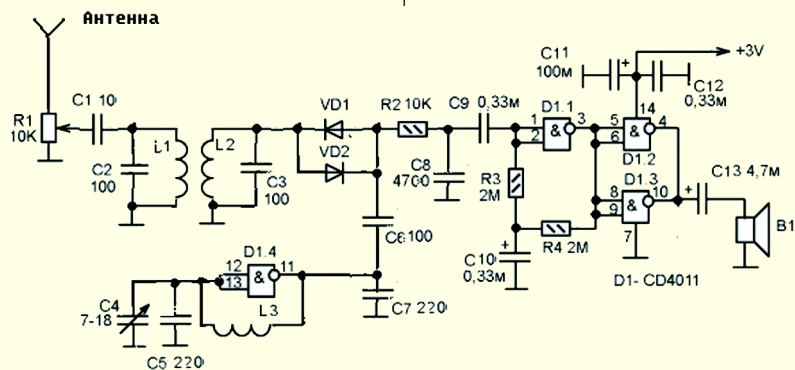 Антенна
R1
10K
C1 10
C2
100
L1
L2
C3
100
VD1
VD2
R2 10K
C8
4700
C9 0,33м
1
2
D1.1
&
3
R3
2M
C10
0,33м
+
R4 2M
5
6
&
14
4
D1.2
D1.3
8
9
&
10
7
C11
100м
+
+3V
C12
0,33м
+
C13 4,7м
B1
D1- CD4011
C6 100
C7 220
D1.4
12
13
&
11
L3
C4
7-18
C5 220